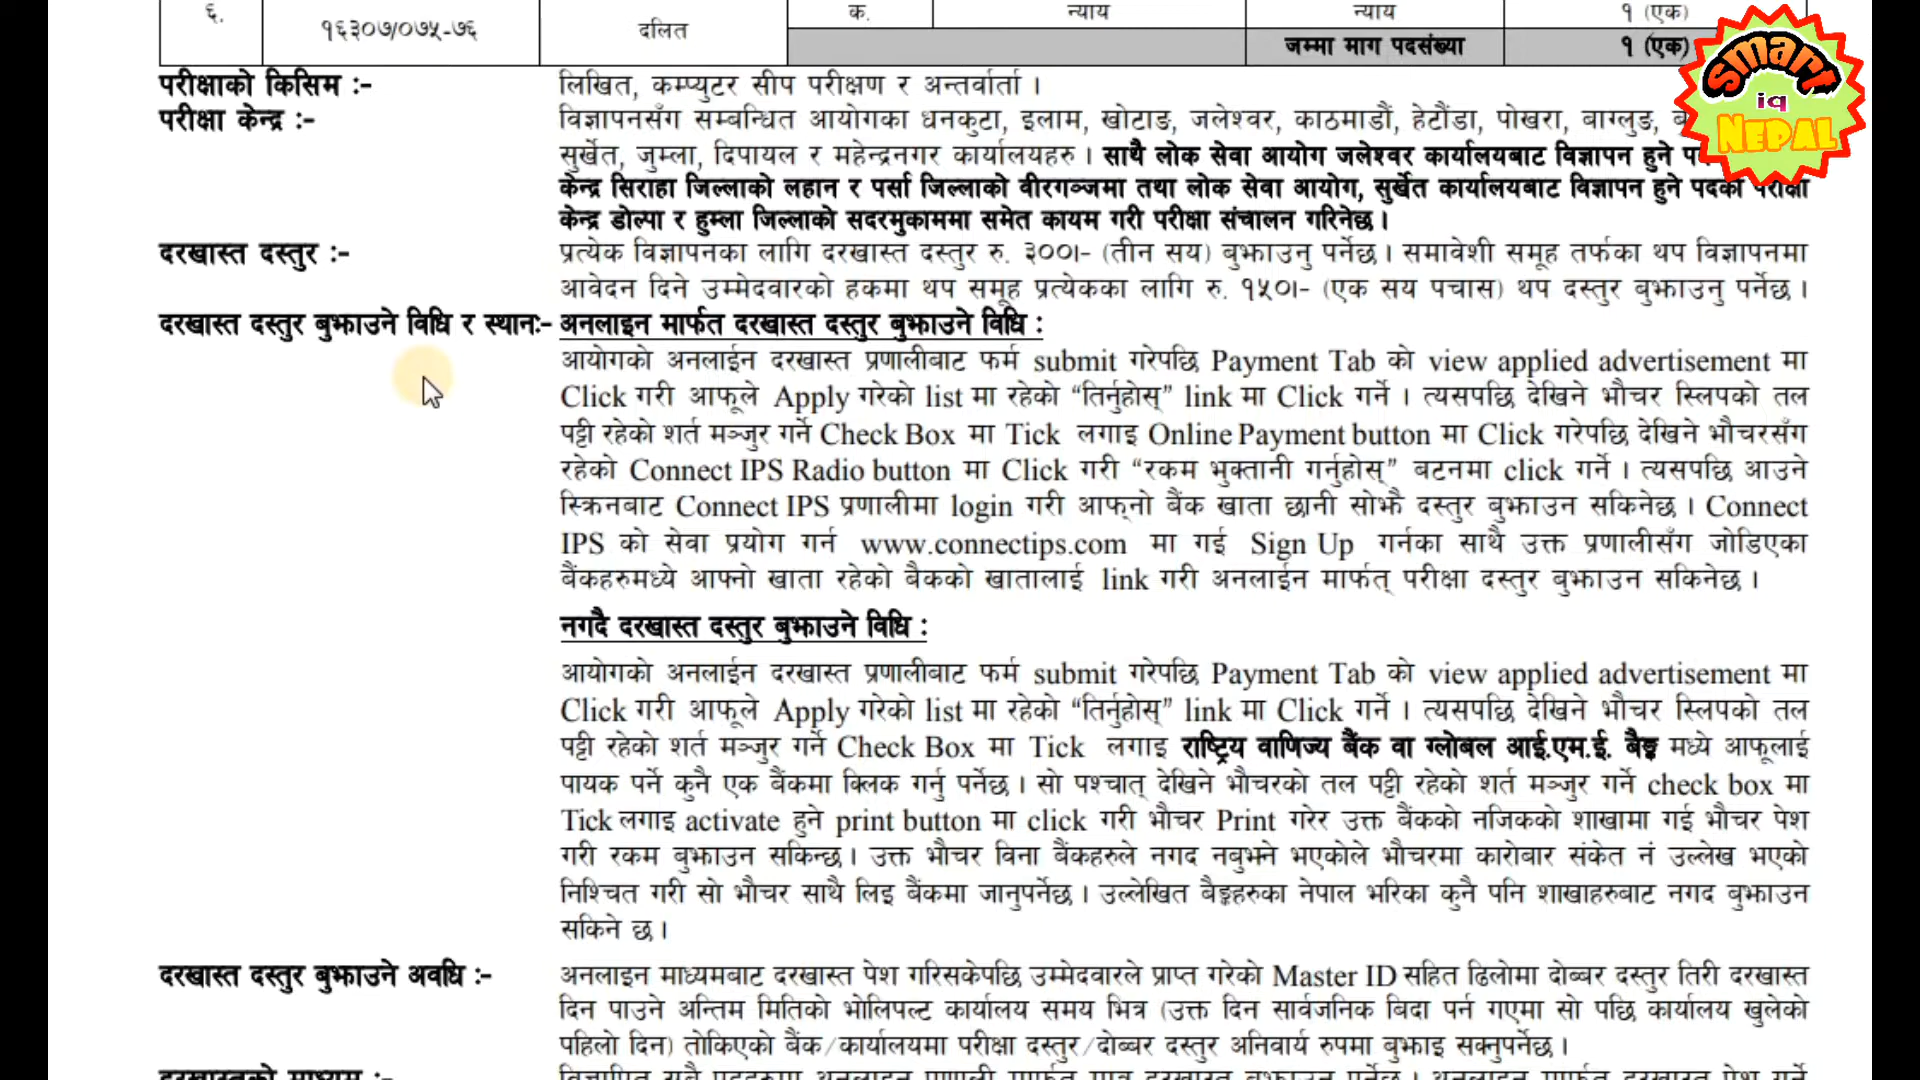 ६. १६३०७/०७५-७६ दलित क. न्याय न्याय १ (एक)
जम्मा माग पदसंख्या १ (एक)
smart
iq
NEPAL
परीक्षाको किसिम :- लिखित, कम्प्युटर सीप परीक्षण र अन्तर्वार्ता ।
परीक्षा केन्द्र :- विज्ञापनसँग सम्बन्धित आयोगका धनकुटा, इलाम, खोटाङ, जलेश्वर, काठमाडौं, हेटौंडा, पोखरा, बाग्लुङ,
सुर्खेत, जुम्ला, दिपायल र महेन्द्रनगर कार्यालयहरु । साथै लोक सेवा आयोग जलेश्वर कार्यालयबाट विज्ञापन हुने
केन्द्र सिराहा जिल्लाको लहान र पर्सा जिल्लाको वीरगञ्जमा तथा लोक सेवा आयोग, सुर्खेत कार्यालयबाट विज्ञापन हुने पदको परीक्षा
केन्द्र डोल्पा र हुम्ला जिल्लाको सदरमुकाममा समेत कायम गरी परीक्षा संचालन गरिनेछ ।
दरखास्त दस्तुर :- प्रत्येक विज्ञापनका लागि दरखास्त दस्तुर रु. ३००।- (तीन सय) बुझाउनु पर्नेछ । समावेशी समूह तर्फका थप विज्ञापनमा
आवेदन दिने उम्मेदवारको हकमा थप समूह प्रत्येकका लागि रु. १५०।- (एक सय पचास) थप दस्तुर बुझाउनु पर्नेछ ।
दरखास्त दस्तुर बुझाउने विधि र स्थानः- अनलाइन मार्फत दरखास्त दस्तुर बुझाउने विधि :
आयोगको अनलाईन दरखास्त प्रणालीबाट फर्म submit गरेपछि Payment Tab को view applied advertisement मा
Click गरी आफूले Apply गरेको list मा रहेको “तिर्नुहोस्” link मा Click गर्ने । त्यसपछि देखिने भौचर स्लिपको तल
पट्टी रहेको शर्त मञ्जुर गर्ने Check Box मा Tick लगाइ Online Payment button मा Click गरेपछि देखिने भौचरसँग
रहेको Connect IPS Radio button मा Click गरी “रकम भुक्तानी गर्नुहोस्” बटनमा click गर्ने । त्यसपछि आउने
स्क्रिनबाट Connect IPS प्रणालीमा login गरी आफ्नो बैंक खाता छानी सोझै दस्तुर बुझाउन सकिनेछ । Connect
IPS को सेवा प्रयोग गर्न www.connectips.com मा गई Sign Up गर्नका साथै उक्त प्रणालीसँग जोडिएका
बैंकहरुमध्ये आफ्नो खाता रहेको बैकको खातालाई link गरी अनलाईन मार्फत् परीक्षा दस्तुर बुझाउन सकिनेछ ।
नगदै दरखास्त दस्तुर बुझाउने विधि :
आयोगको अनलाईन दरखास्त प्रणालीबाट फर्म submit गरेपछि Payment Tab को view applied advertisement मा
Click गरी आफूले Apply गरेको list मा रहेको “तिर्नुहोस्” link मा Click गर्ने । त्यसपछि देखिने भौचर स्लिपको तल
पट्टी रहेको शर्त मञ्जुर गर्ने Check Box मा Tick लगाइ राष्ट्रिय वाणिज्य बैंक वा ग्लोबल आई.एम.ई. बैङ्क मध्ये आफूलाई
पायक पर्ने कुनै एक बैंकमा क्लिक गर्नु पर्नेछ । सो पश्चात् देखिने भौचरको तल पट्टी रहेको शर्त मञ्जुर गर्ने check box मा
Tick लगाइ activate हुने print button मा click गरी भौचर Print गरेर उक्त बैंकको नजिकको शाखामा गई भौचर पेश
गरी रकम बुझाउन सकिन्छ । उक्त भौचर विना बैंकहरुले नगद नबुझ्ने भएकोले भौचरमा कारोबार संकेत नं उल्लेख भएको
निश्चित गरी सो भौचर साथै लिइ बैंकमा जानुपर्नेछ । उल्लेखित बैङ्कहरुका नेपाल भरिका कुनै पनि शाखाहरुबाट नगद बुझाउन
सकिने छ ।
दरखास्त दस्तुर बुझाउने अवधि :- अनलाइन माध्यमबाट दरखास्त पेश गरिसकेपछि उम्मेदवारले प्राप्त गरेको Master ID सहित ढिलोमा दोब्बर दस्तुर तिरी दरखास्त
दिन पाउने अन्तिम मितिको भोलिपल्ट कार्यालय समय भित्र (उक्त दिन सार्वजनिक बिदा पर्न गएमा सो पछि कार्यालय खुलेको
पहिलो दिन) तोकिएको बैंक/कार्यालयमा परीक्षा दस्तुर/दोब्बर दस्तुर अनिवार्य रुपमा बुझाइ सक्नुपर्नेछ ।